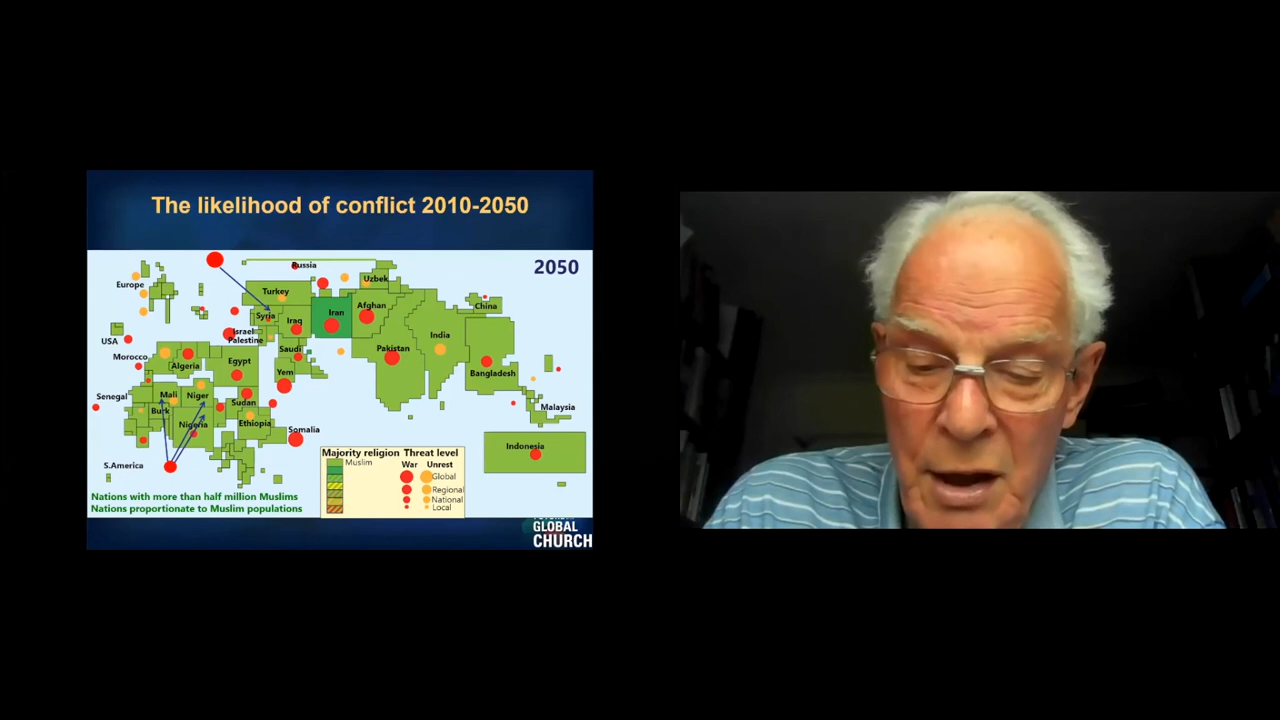 The likelihood of conflict 2010-2050
2050
Russia
Europe
Turkey
Uzbek
Syria
Iraq
Iran
Afghan
China
USA
Israel
Palestine
India
Morocco
Algeria
Egypt
Saudi
Pakistan
Bangladesh
Yem
Senegal
Mali
Niger
Sudan
Burk
Nigeria
Ethiopia
Somalia
Malaysia
Indonesia
S.America
Majority religion Threat level
Muslim
War Unrest
Global
Regional
National
Local
Nations with more than half million Muslims
Nations proportionate to Muslim populations
GLOBAL
CHURCH